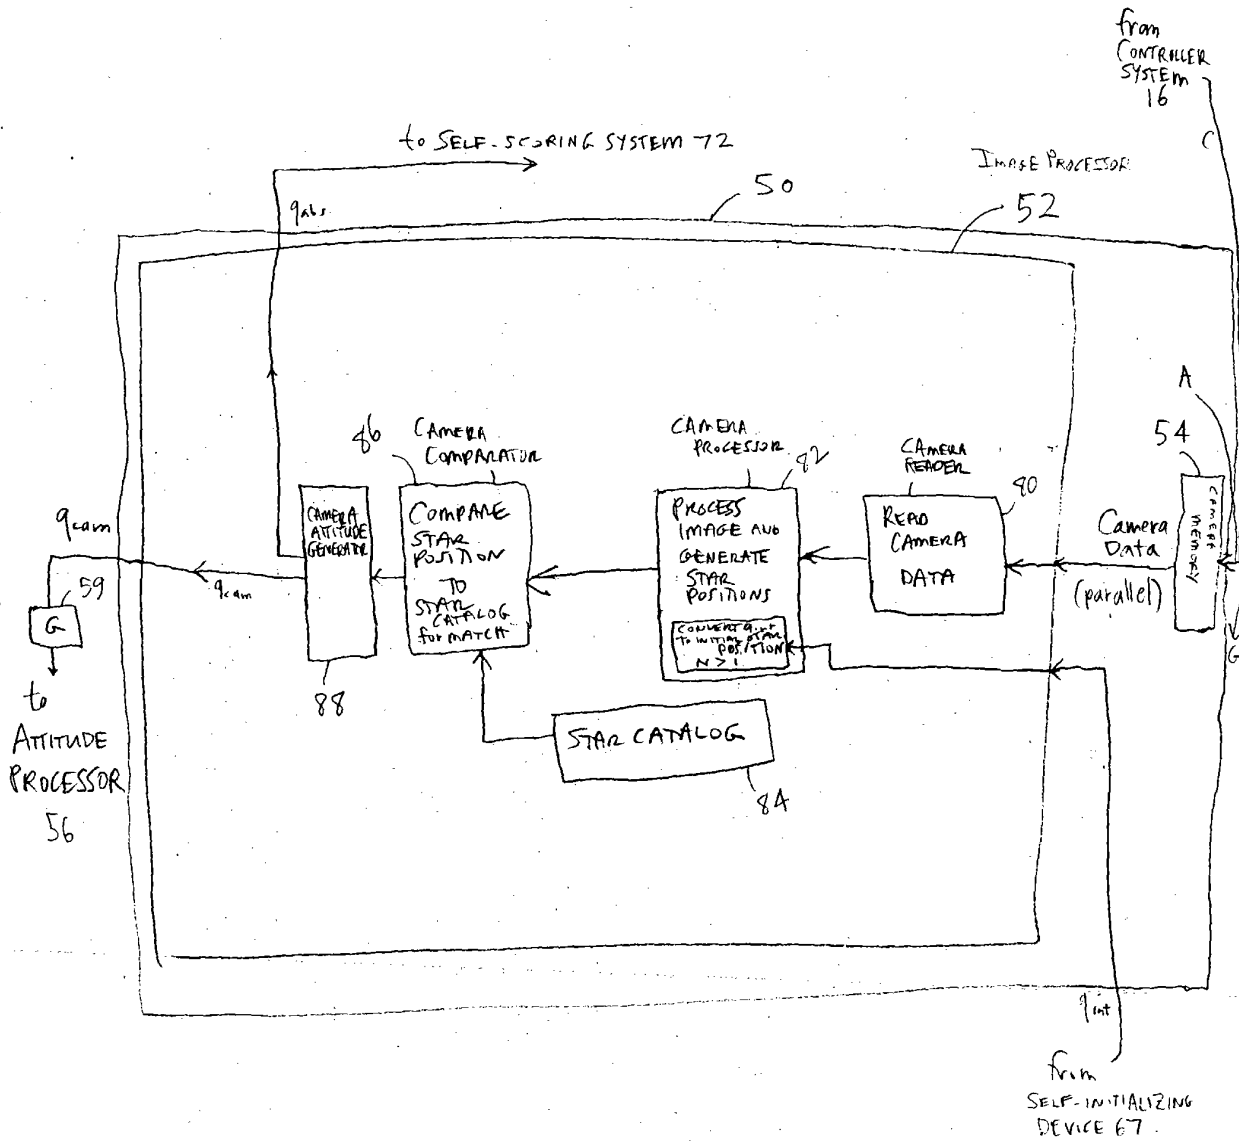 from
CONTROLLER
SYSTEM
16
C
to SELF-SCORING SYSTEM 72
IMAGE PROCESSOR
50
52
qabs
A
86
CAMERA
COMPARATOR
CAMERA
PROCESSOR
82
CAMERA
READER
80
54
CAMERA
MEMORY
qcam
CAMERA
ATTITUDE
GENERATOR
COMPARE
STAR
POSITION
TO
STAR
CATALOG
for MATCH
PROCESS
IMAGE AND
GENERATE
STAR
POSITIONS
READ
CAMERA
DATA
Camera
Data
(parallel)
qcam
59
G
CONVERT qint
TO INITIAL STAR
POSITION
N > 1
G
88
to
ATTITUDE
PROCESSOR
56
STAR CATALOG
84
qint
from
SELF-INITIALIZING
DEVICE 67.